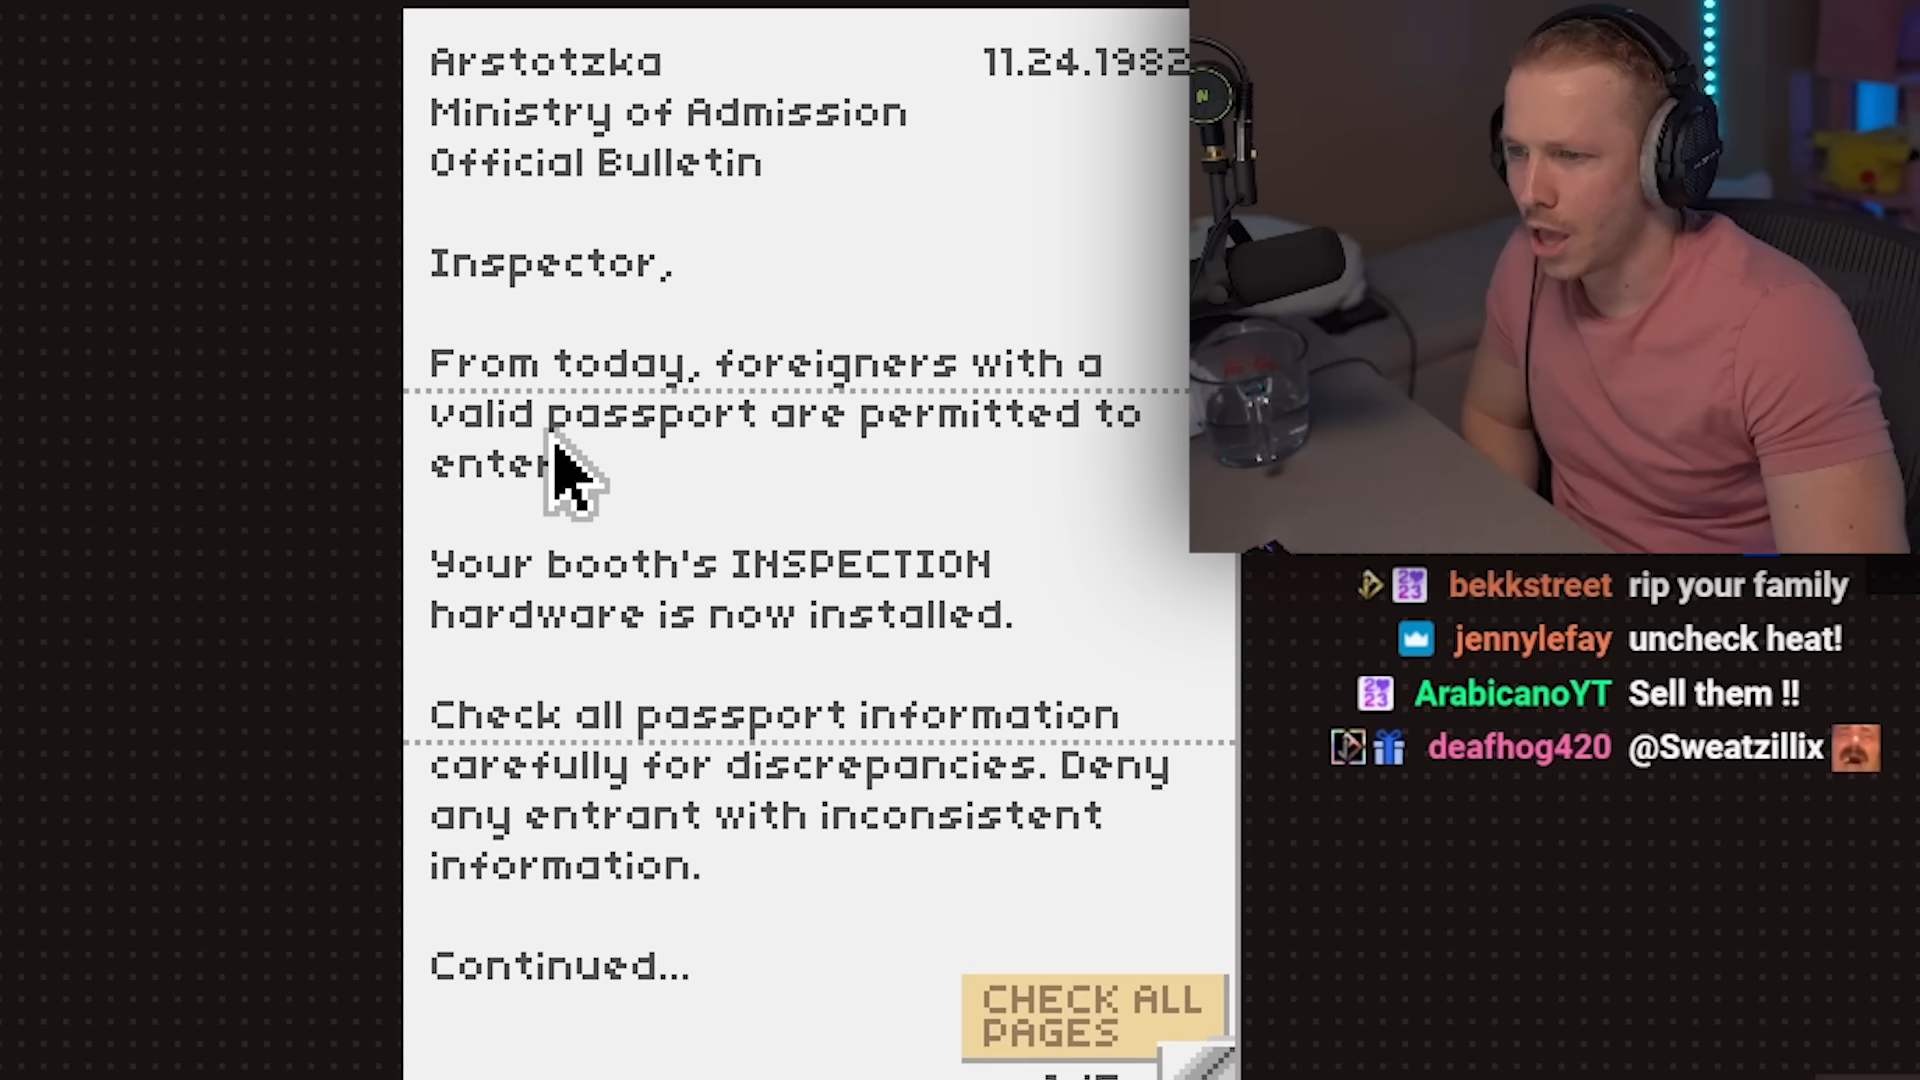 Arstotzka 11.24.1982
Ministry of Admission
Official Bulletin
Inspector,
From today, foreigners with a
valid passport are permitted to
enter
Your booth's INSPECTION
hardware is now installed.
Check all passport information
carefully for discrepancies. Deny
any entrant with inconsistent
information.
Continued...
CHECK ALL
PAGES
bekkstreet rip your family
jennylefay uncheck heat!
ArabicanoYT Sell them !!
deafhog420 @Sweatzillix